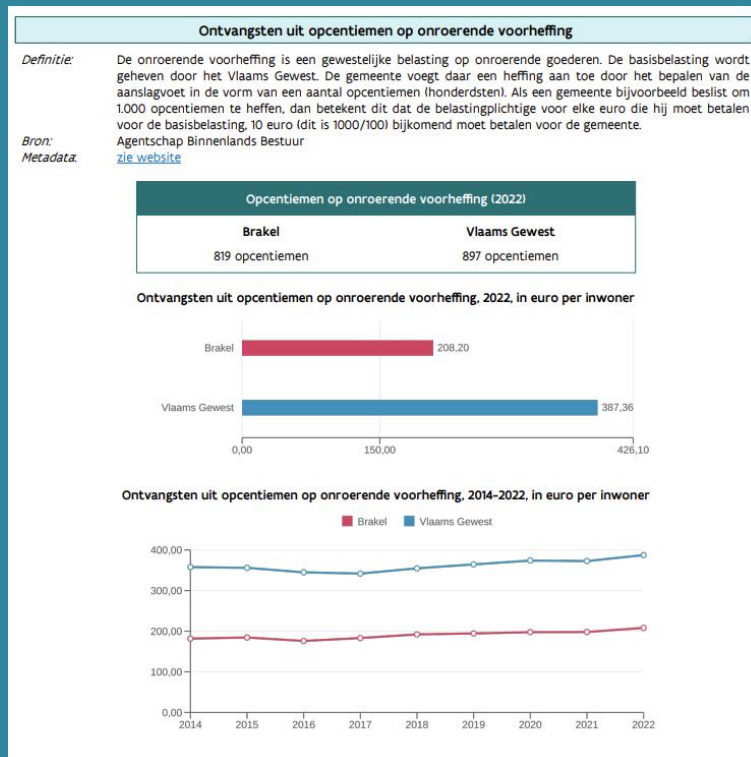 Ontvangsten uit opcentiemen op onroerende voorheffing
Definitie: De onroerende voorheffing is een gewestelijke belasting op onroerende goederen. De basisbelasting wordt
geheven door het Vlaams Gewest. De gemeente voegt daar een heffing aan toe door het bepalen van de
aanslagvoet in de vorm van een aantal opcentiemen (honderdsten). Als een gemeente bijvoorbeeld beslist om
1.000 opcentiemen te heffen, dan betekent dit dat de belastingplichtige voor elke euro die hij moet betalen
voor de basisbelasting, 10 euro (dit is 1000/100) bijkomend moet betalen voor de gemeente.
Bron: Agentschap Binnenlands Bestuur
Metadata: zie website
Opcentiemen op onroerende voorheffing (2022)
Brakel Vlaams Gewest
819 opcentiemen 897 opcentiemen
Ontvangsten uit opcentiemen op onroerende voorheffing, 2022, in euro per inwoner
Brakel 208,20
Vlaams Gewest 387,36
0,00 150,00 426,10
Ontvangsten uit opcentiemen op onroerende voorheffing, 2014-2022, in euro per inwoner
Brakel Vlaams Gewest
400,00
300,00
200,00
100,00
0,00
2014 2015 2016 2017 2018 2019 2020 2021 2022